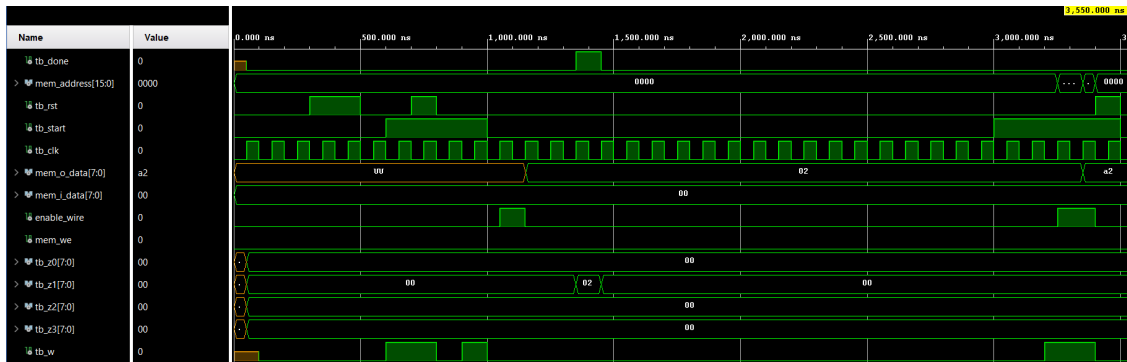 3,550.000 ns
Name Value
0.000 ns 500.000 ns 1,000.000 ns 1,500.000 ns 2,000.000 ns 2,500.000 ns 3,000.000 ns 3
tb_done 0
mem_address[15:0] 0000 0000 ... . 0000
tb_rst 0
tb_start 0
tb_clk 0
mem_o_data[7:0] a2 UU 02 a2
mem_i_data[7:0] 00 00
enable_wire 0
mem_we 0
tb_z0[7:0] 00 . 00
tb_z1[7:0] 00 . 00 02 00
tb_z2[7:0] 00 . 00
tb_z3[7:0] 00 . 00
tb_w 0